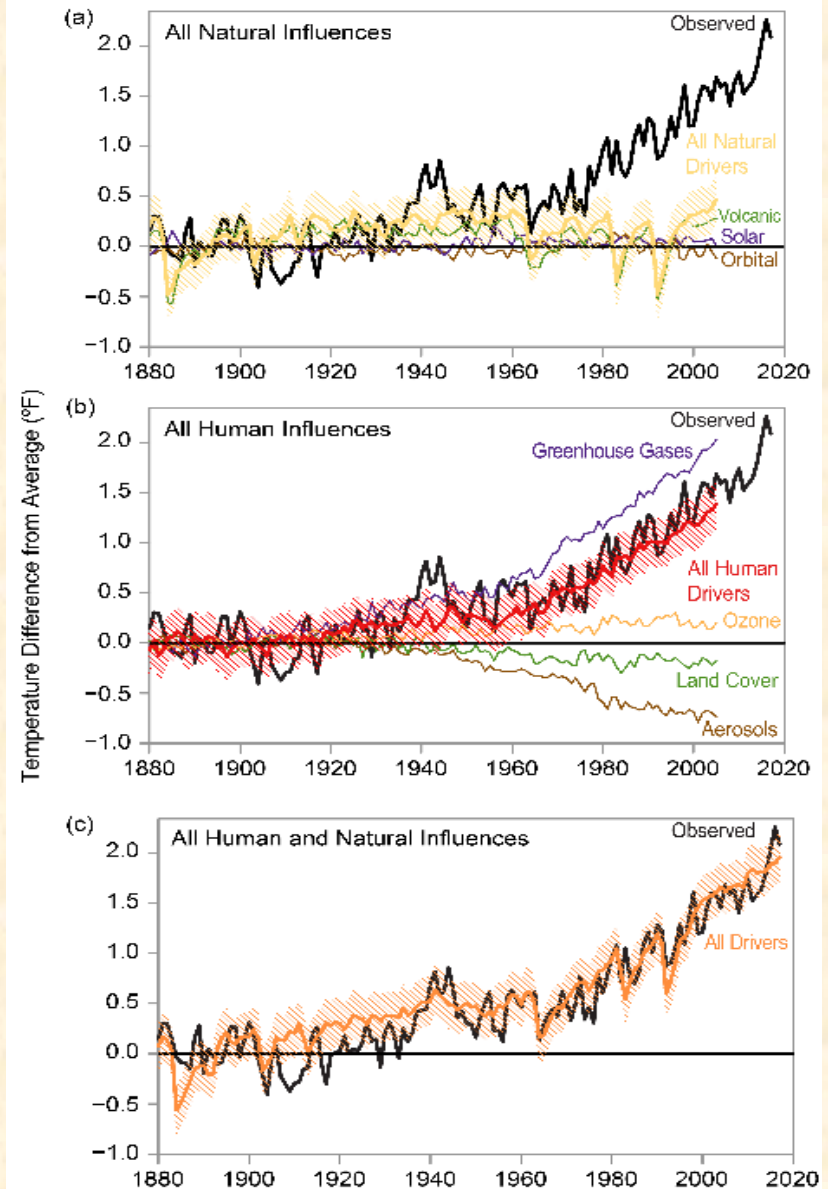 (a)
All Natural Influences
Observed
2.0
1.5
1.0
0.5
0.0
−0.5
−1.0
All Natural
Drivers
Volcanic
Solar
Orbital
1880 1900 1920 1940 1960 1980 2000 2020
Temperature Difference from Average (ºF)
(b)
All Human Influences
Observed
Greenhouse Gases
2.0
1.5
1.0
0.5
0.0
−0.5
−1.0
All Human
Drivers
Ozone
Land Cover
Aerosols
1880 1900 1920 1940 1960 1980 2000 2020
(c)
All Human and Natural Influences
Observed
2.0
1.5
1.0
0.5
0.0
−0.5
−1.0
All Drivers
1880 1900 1920 1940 1960 1980 2000 2020